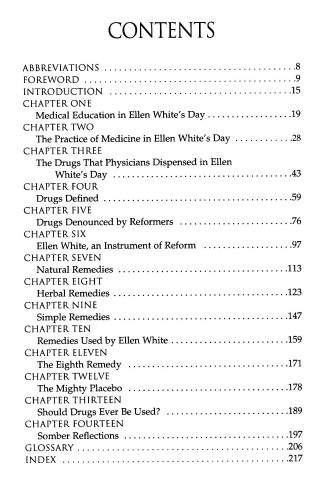 CONTENTS
ABBREVIATIONS . . . . . . . . . . . . . . . . . . . . . . . . . . . . . . . . . . . . . .8
FOREWORD . . . . . . . . . . . . . . . . . . . . . . . . . . . . . . . . . . . . . . . . .9
INTRODUCTION . . . . . . . . . . . . . . . . . . . . . . . . . . . . . . . . . . . . .15
CHAPTER ONE
Medical Education in Ellen White's Day . . . . . . . . . . . . . . . .19
CHAPTER TWO
The Practice of Medicine in Ellen White's Day . . . . . . . . . . .28
CHAPTER THREE
The Drugs That Physicians Dispensed in Ellen
White's Day . . . . . . . . . . . . . . . . . . . . . . . . . . . . . . . . . . .43
CHAPTER FOUR
Drugs Defined . . . . . . . . . . . . . . . . . . . . . . . . . . . . . . . . . . . . .59
CHAPTER FIVE
Drugs Denounced by Reformers . . . . . . . . . . . . . . . . . . . . . .76
CHAPTER SIX
Ellen White, an Instrument of Reform . . . . . . . . . . . . . . . . .97
CHAPTER SEVEN
Natural Remedies . . . . . . . . . . . . . . . . . . . . . . . . . . . . . . . . .113
CHAPTER EIGHT
Herbal Remedies . . . . . . . . . . . . . . . . . . . . . . . . . . . . . . . . . .123
CHAPTER NINE
Simple Remedies . . . . . . . . . . . . . . . . . . . . . . . . . . . . . . . . . .147
CHAPTER TEN
Remedies Used by Ellen White . . . . . . . . . . . . . . . . . . . . . . .159
CHAPTER ELEVEN
The Eighth Remedy . . . . . . . . . . . . . . . . . . . . . . . . . . . . . . . .171
CHAPTER TWELVE
The Mighty Placebo . . . . . . . . . . . . . . . . . . . . . . . . . . . . . . . .178
CHAPTER THIRTEEN
Should Drugs Ever Be Used? . . . . . . . . . . . . . . . . . . . . . . . .189
CHAPTER FOURTEEN
Somber Reflections . . . . . . . . . . . . . . . . . . . . . . . . . . . . . . . .197
GLOSSARY . . . . . . . . . . . . . . . . . . . . . . . . . . . . . . . . . . . . . . . .206
INDEX . . . . . . . . . . . . . . . . . . . . . . . . . . . . . . . . . . . . . . . . . . .217